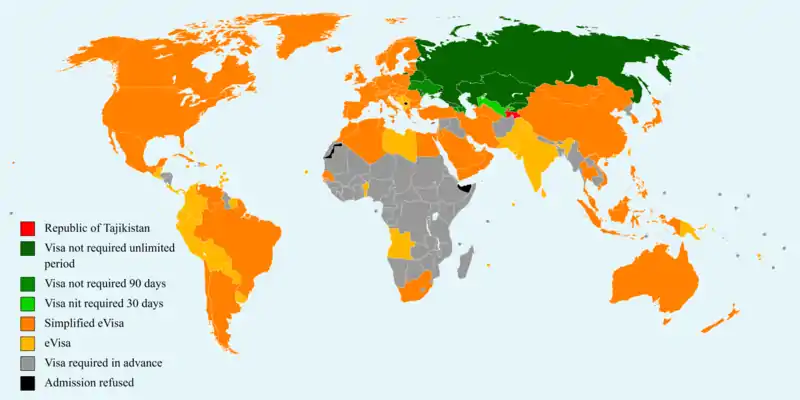 Republic of Tajikistan
Visa not required unlimited
period
Visa not required 90 days
Visa nit required 30 days
Simplified eVisa
eVisa
Visa required in advance
Admission refused